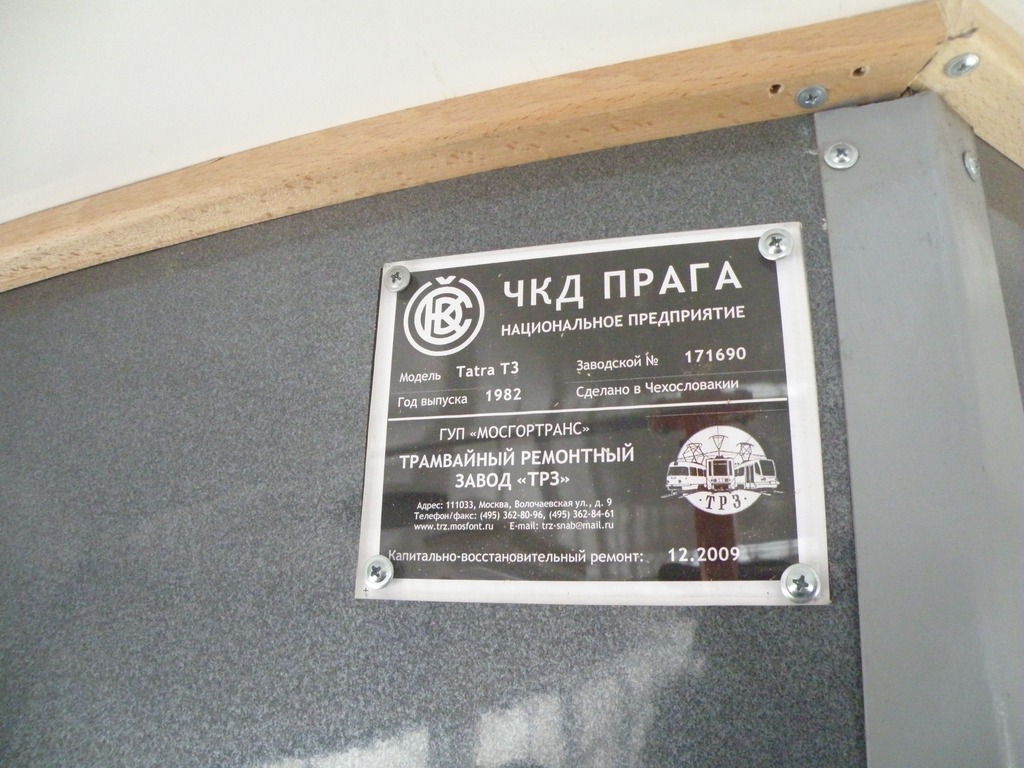 ČKD
ЧКД ПРАГА
НАЦИОНАЛЬНОЕ ПРЕДПРИЯТИЕ
Модель Tatra T3 Заводской № 171690
Год выпуска 1982 Сделано в Чехословакии
ГУП «МОСГОРТРАНС»
ТРАМВАЙНЫЙ РЕМОНТНЫЙ
ЗАВОД «ТРЗ»
ТРЗ
Адрес: 111033, Москва, Волочаевская ул., д. 9
Телефон/факс: (495) 362-80-96, (495) 362-84-61
www.trz.mosfont.ru E-mail: trz-snab@mail.ru
Капитально-восстановительный ремонт: 12.2009